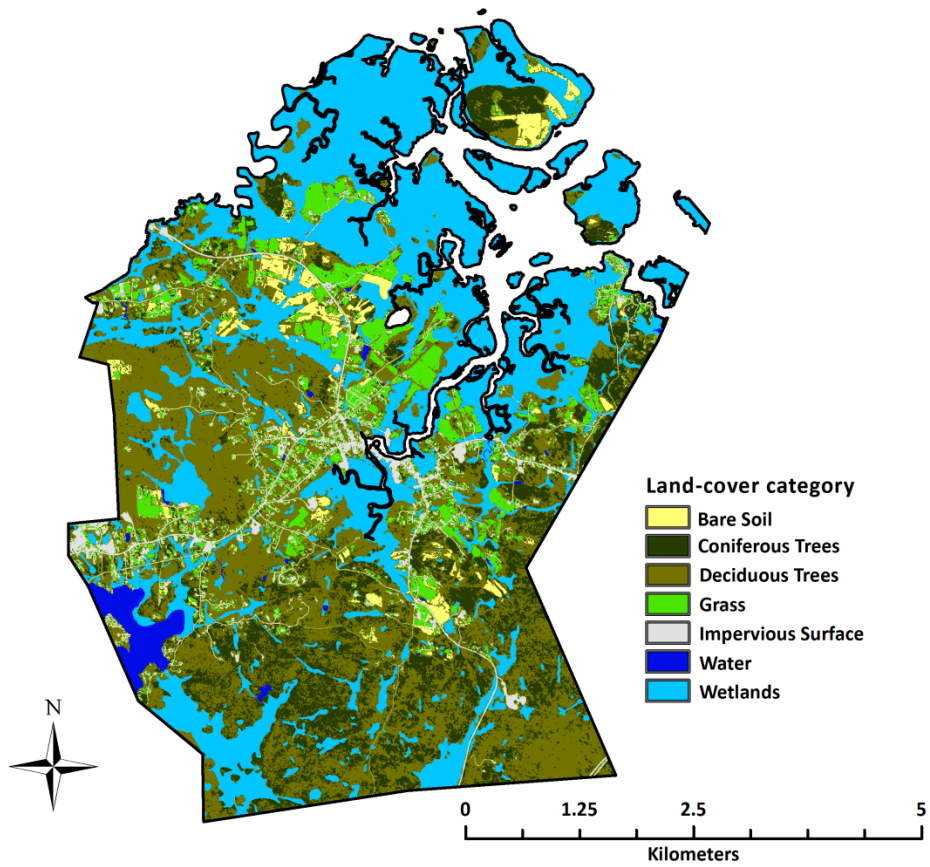 Land-cover category
Bare Soil
Coniferous Trees
Deciduous Trees
Grass
Impervious Surface
Water
Wetlands
N
0 1.25 2.5 5
Kilometers